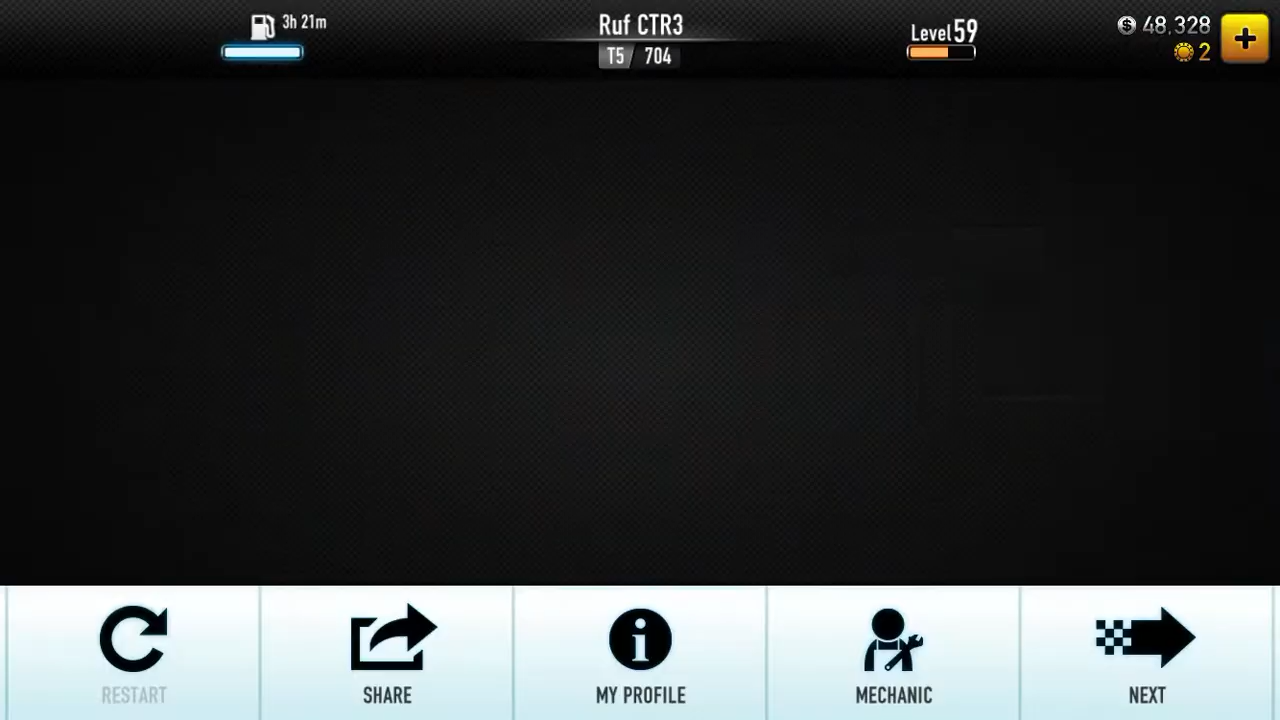 3h 21m
Ruf CTR3
T5 704
Level 59
48,328
2
RESTART
SHARE
MY PROFILE
MECHANIC
NEXT